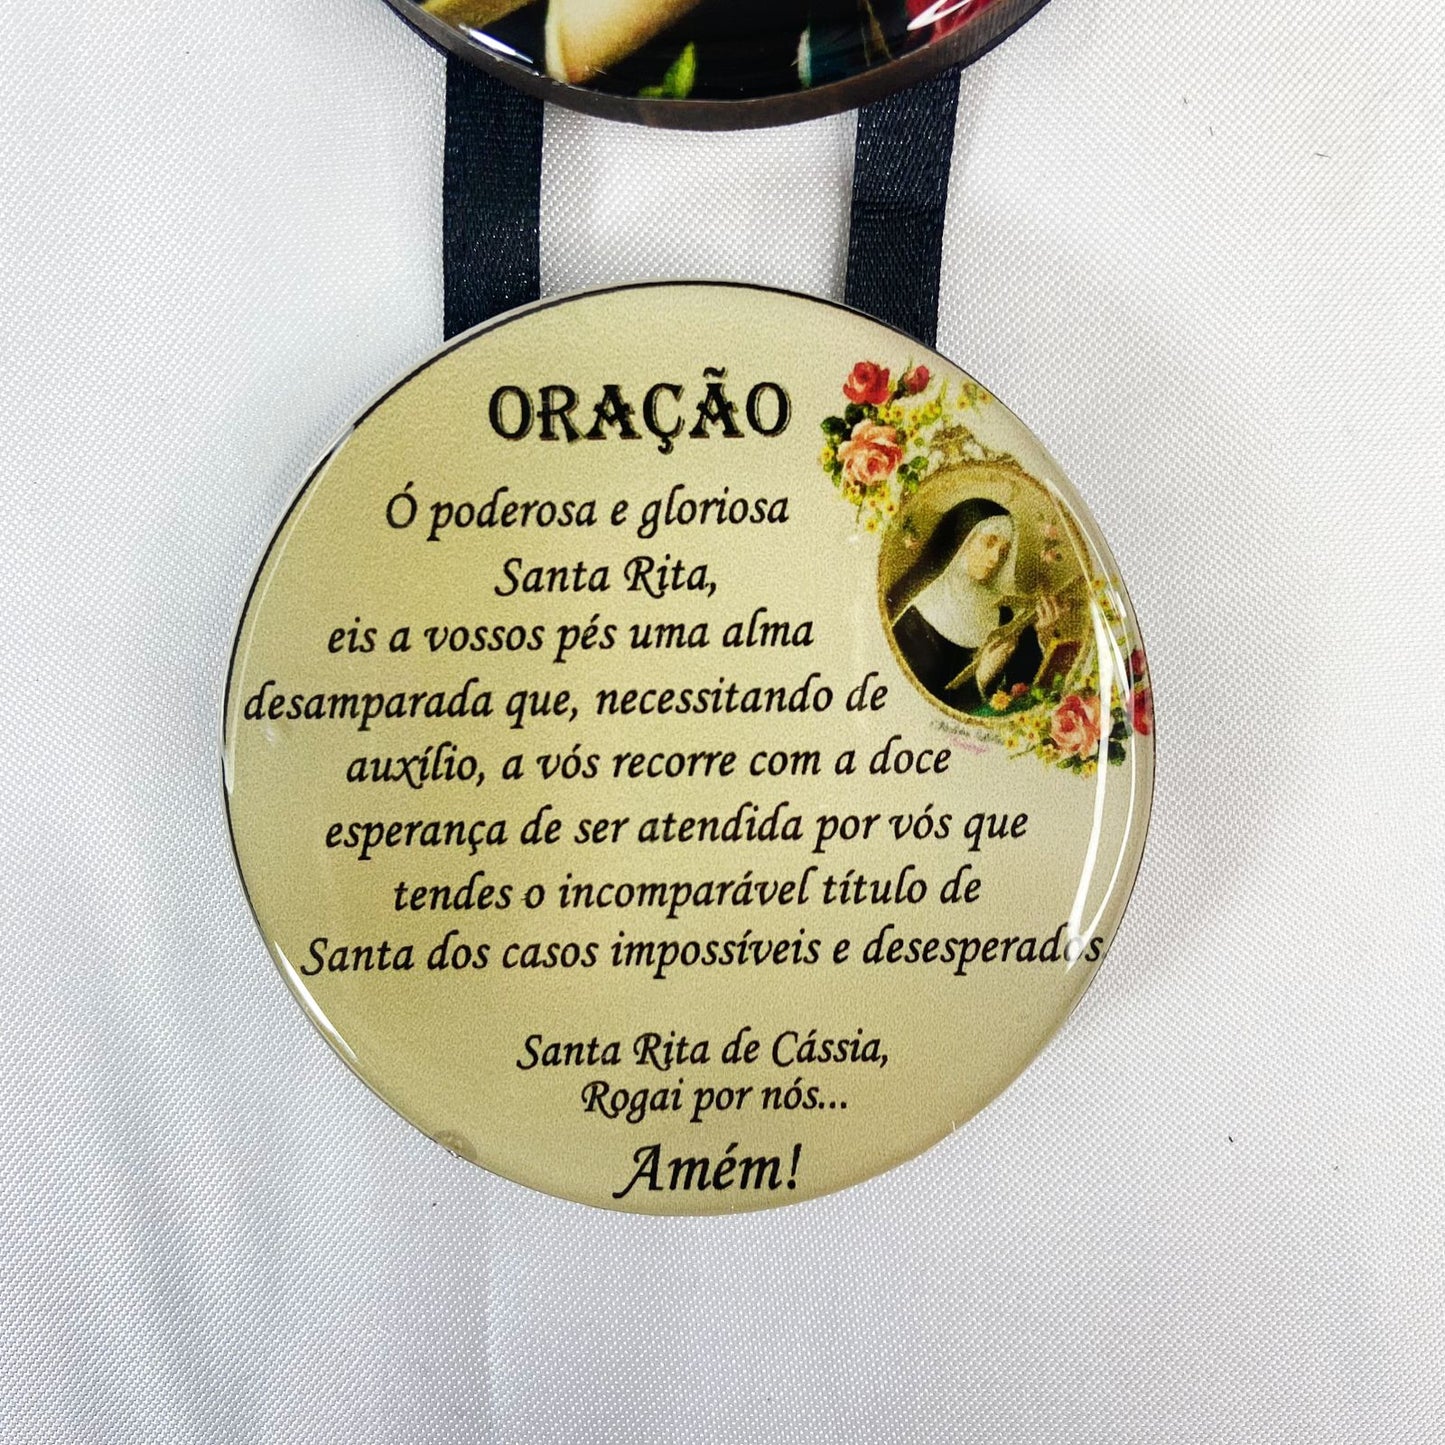 ORAÇÃO
Ó poderosa e gloriosa
Santa Rita,
eis a vossos pés uma alma
desamparada que, necessitando de
auxílio, a vós recorre com a doce
esperança de ser atendida por vós que
tendes o incomparável título de
Santa dos casos impossíveis e desesperados.
Santa Rita de Cássia,
Rogai por nós...
Amém!